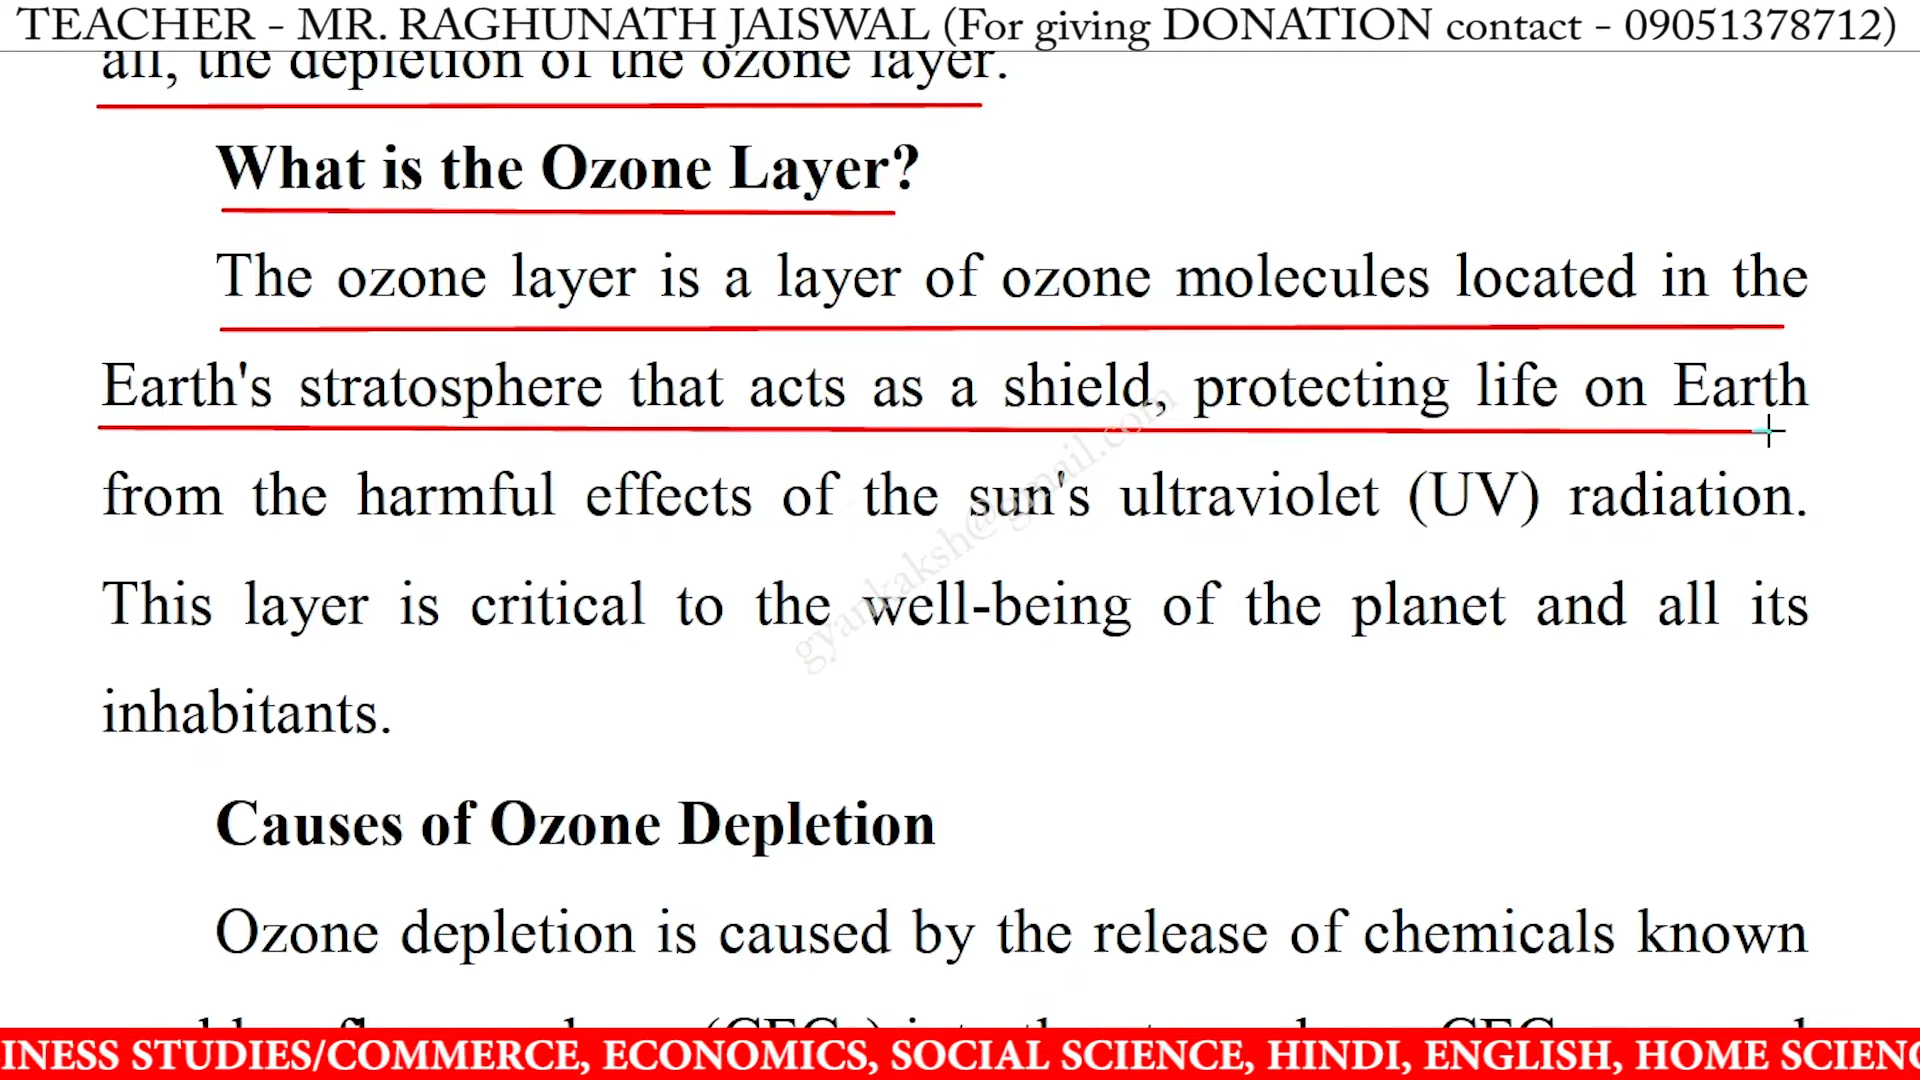 TEACHER - MR. RAGHUNATH JAISWAL (For giving DONATION contact - 09051378712)
all, the depletion of the ozone layer.
What is the Ozone Layer?
The ozone layer is a layer of ozone molecules located in the
Earth's stratosphere that acts as a shield, protecting life on Earth
from the harmful effects of the sun's ultraviolet (UV) radiation.
gyankaksh@gmail.com
This layer is critical to the well-being of the planet and all its
inhabitants.
Causes of Ozone Depletion
Ozone depletion is caused by the release of chemicals known
INESS STUDIES/COMMERCE, ECONOMICS, SOCIAL SCIENCE, HINDI, ENGLISH, HOME SCIENC